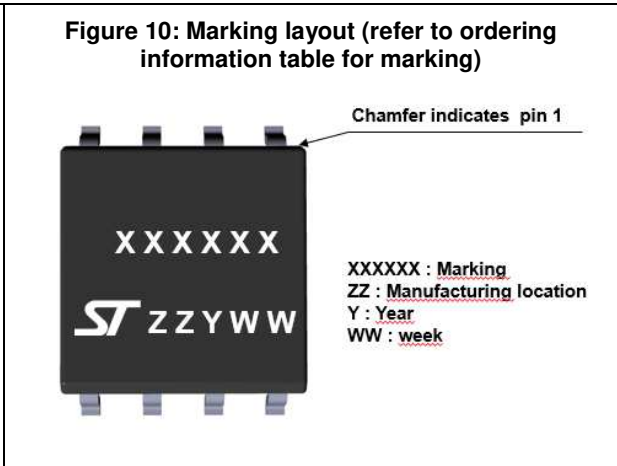 Figure 10: Marking layout (refer to ordering
information table for marking)
Chamfer indicates pin 1
XXXXXX
ST ZZYWW
XXXXXX : Marking
ZZ : Manufacturing location
Y : Year
WW : week